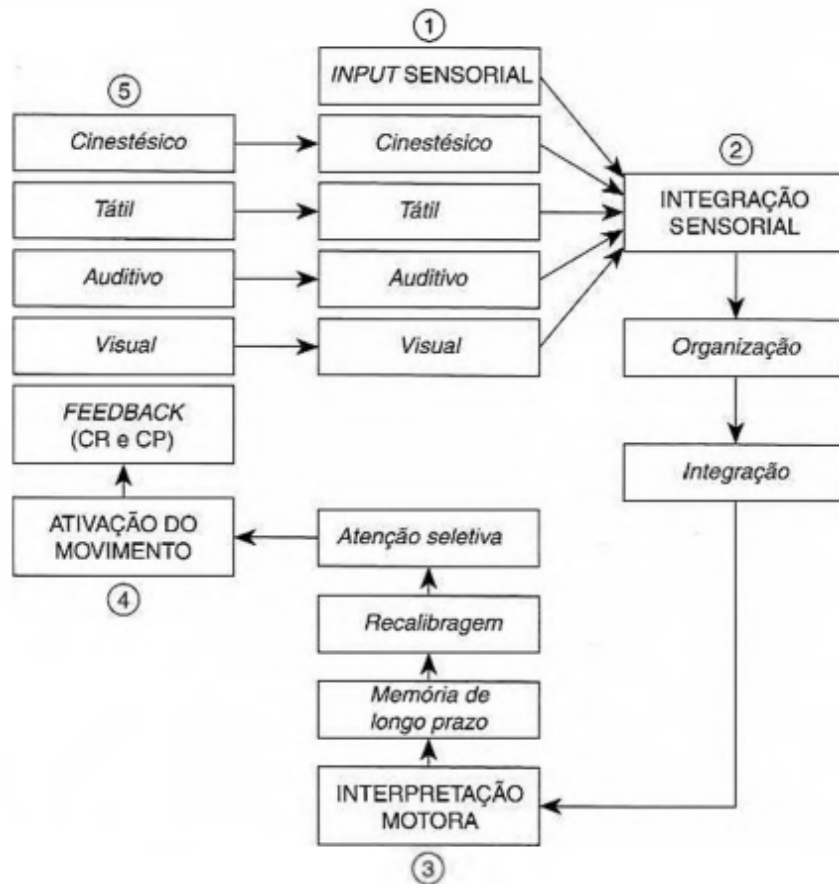 ①
INPUT SENSORIAL
⑤
Cinestésico
Cinestésico
②
Tátil
Tátil
INTEGRAÇÃO
SENSORIAL
Auditivo
Auditivo
Visual
Visual
Organização
FEEDBACK
(CR e CP)
Integração
ATIVAÇÃO DO
MOVIMENTO
Atenção seletiva
④
Recalibragem
Memória de
longo prazo
INTERPRETAÇÃO
MOTORA
③